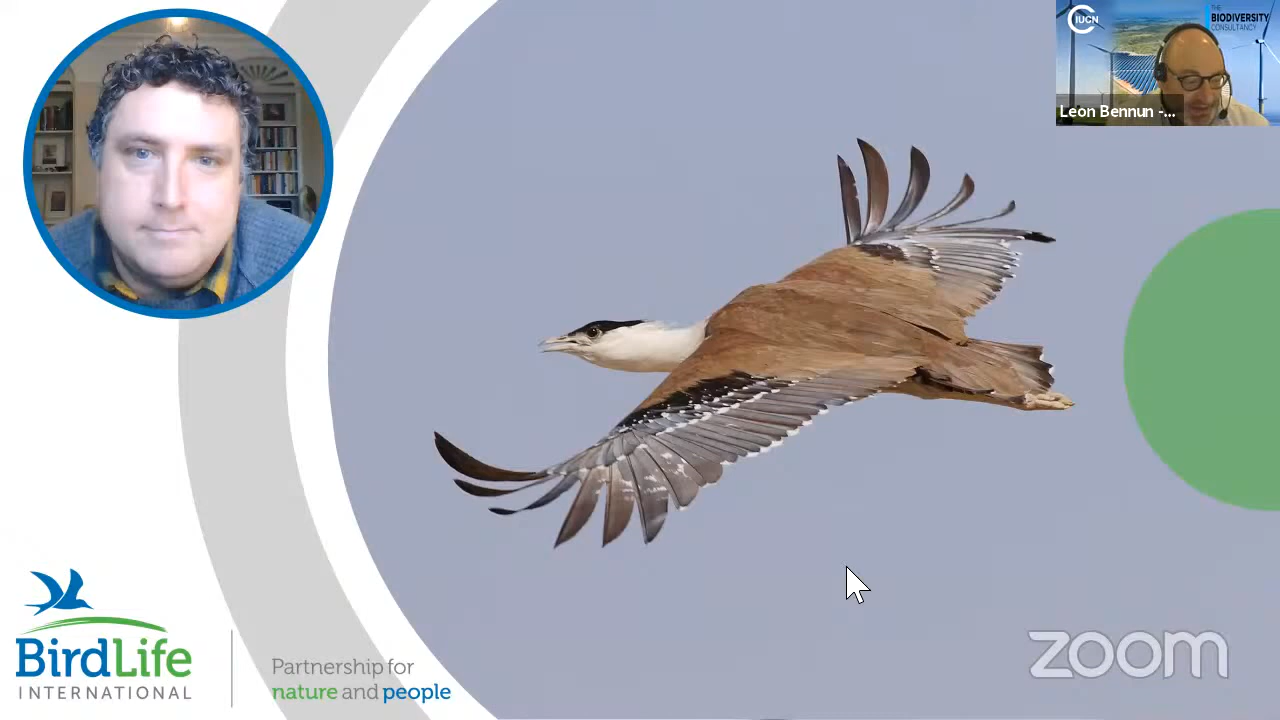 IUCN
THE
BIODIVERSITY
CONSULTANCY
Leon Bennun -...
BirdLife
INTERNATIONAL
Partnership for
nature and people
zoom